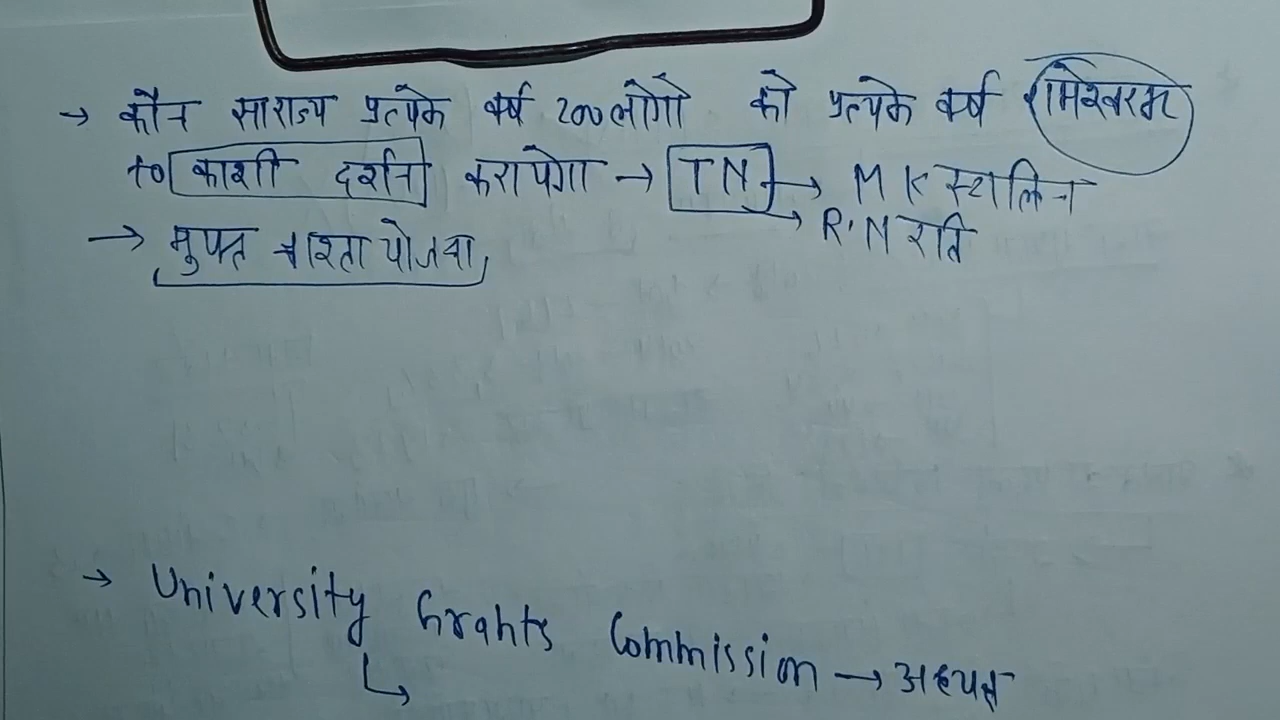 → कौन सा राज्य प्रत्येक वर्ष 200 लोगो को प्रत्येक वर्ष रामेश्वरम
to काशी दर्शन करायेगा → TN → M K स्टालिन
→ R.N रवि
→ मुफ्त नाश्ता योजना
→ University Grants Commission → अध्यक्ष